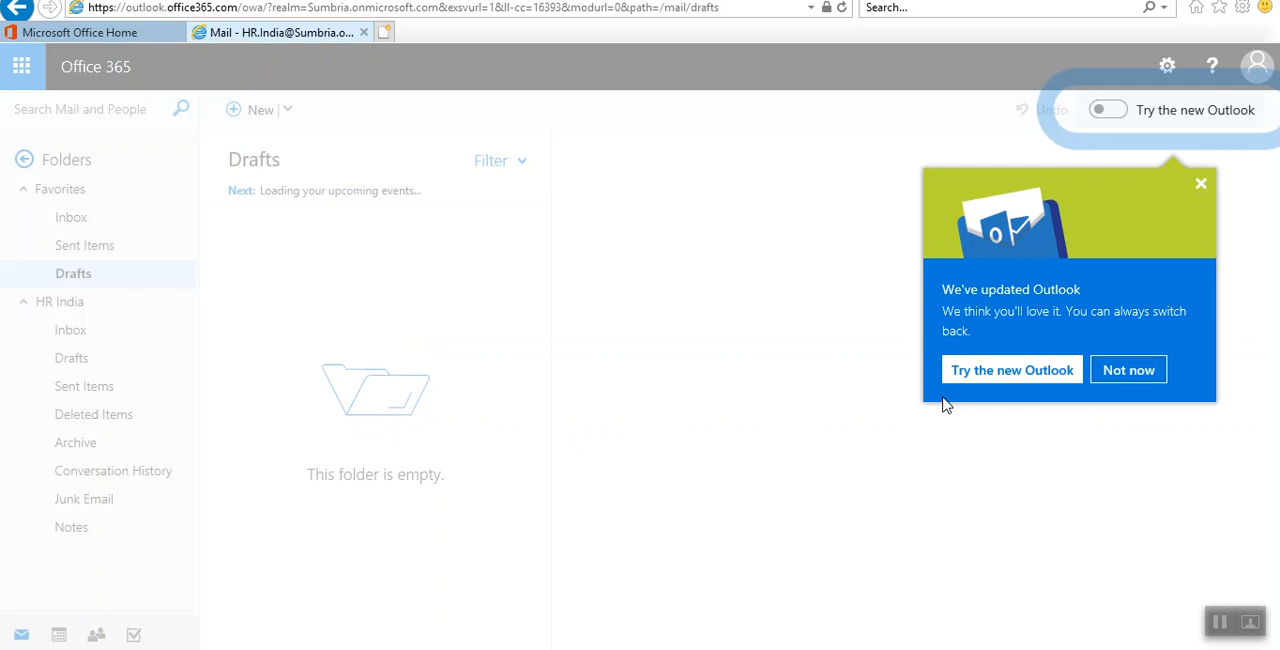 https://outlook.office365.com/owa/?realm=Sumbria.onmicrosoft.com&exsvurl=1&ll-cc=16393&modurl=0&path=/mail/drafts
Search...
Microsoft Office Home
Mail - HR.India@Sumbria.o...
Office 365
?
Search Mail and People
New
Undo
Try the new Outlook
Folders
Favorites
Inbox
Sent Items
Drafts
HR India
Inbox
Drafts
Sent Items
Deleted Items
Archive
Conversation History
Junk Email
Notes
Drafts
Filter
Next: Loading your upcoming events...
This folder is empty.
We've updated Outlook
We think you'll love it. You can always switch
back.
Try the new Outlook
Not now